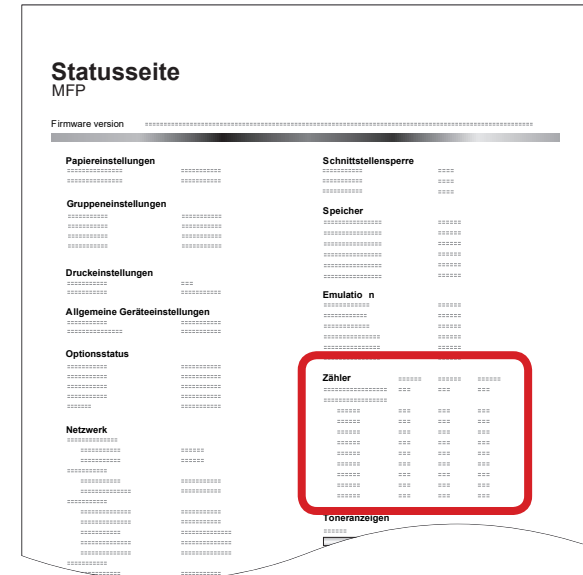 Statusseite
MFP
Firmware version
Papiereinstellungen
Gruppeneinstellungen
Druckeinstellungen
Allgemeine Geräteeinstellungen
Optionsstatus
Netzwerk
Schnittstellensperre
Speicher
Emulatio n
Zähler
Toneranzeigen